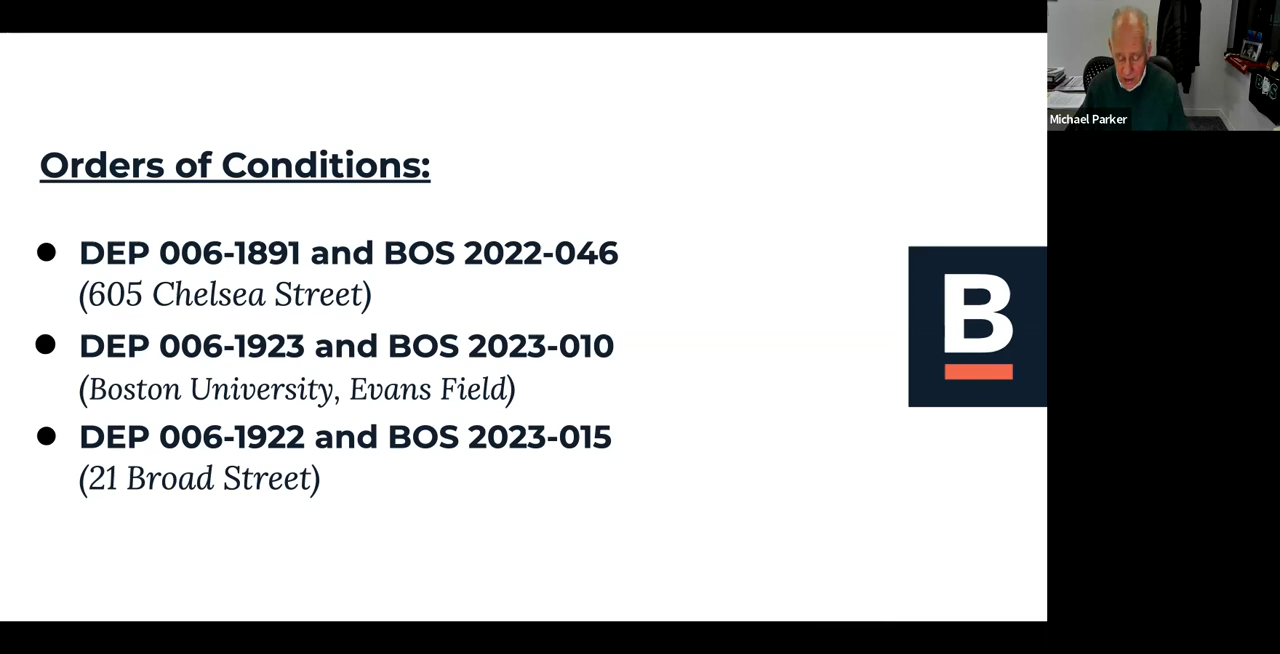 Orders of Conditions:
DEP 006-1891 and BOS 2022-046
(605 Chelsea Street)
DEP 006-1923 and BOS 2023-010
(Boston University, Evans Field)
DEP 006-1922 and BOS 2023-015
(21 Broad Street)
B
Michael Parker